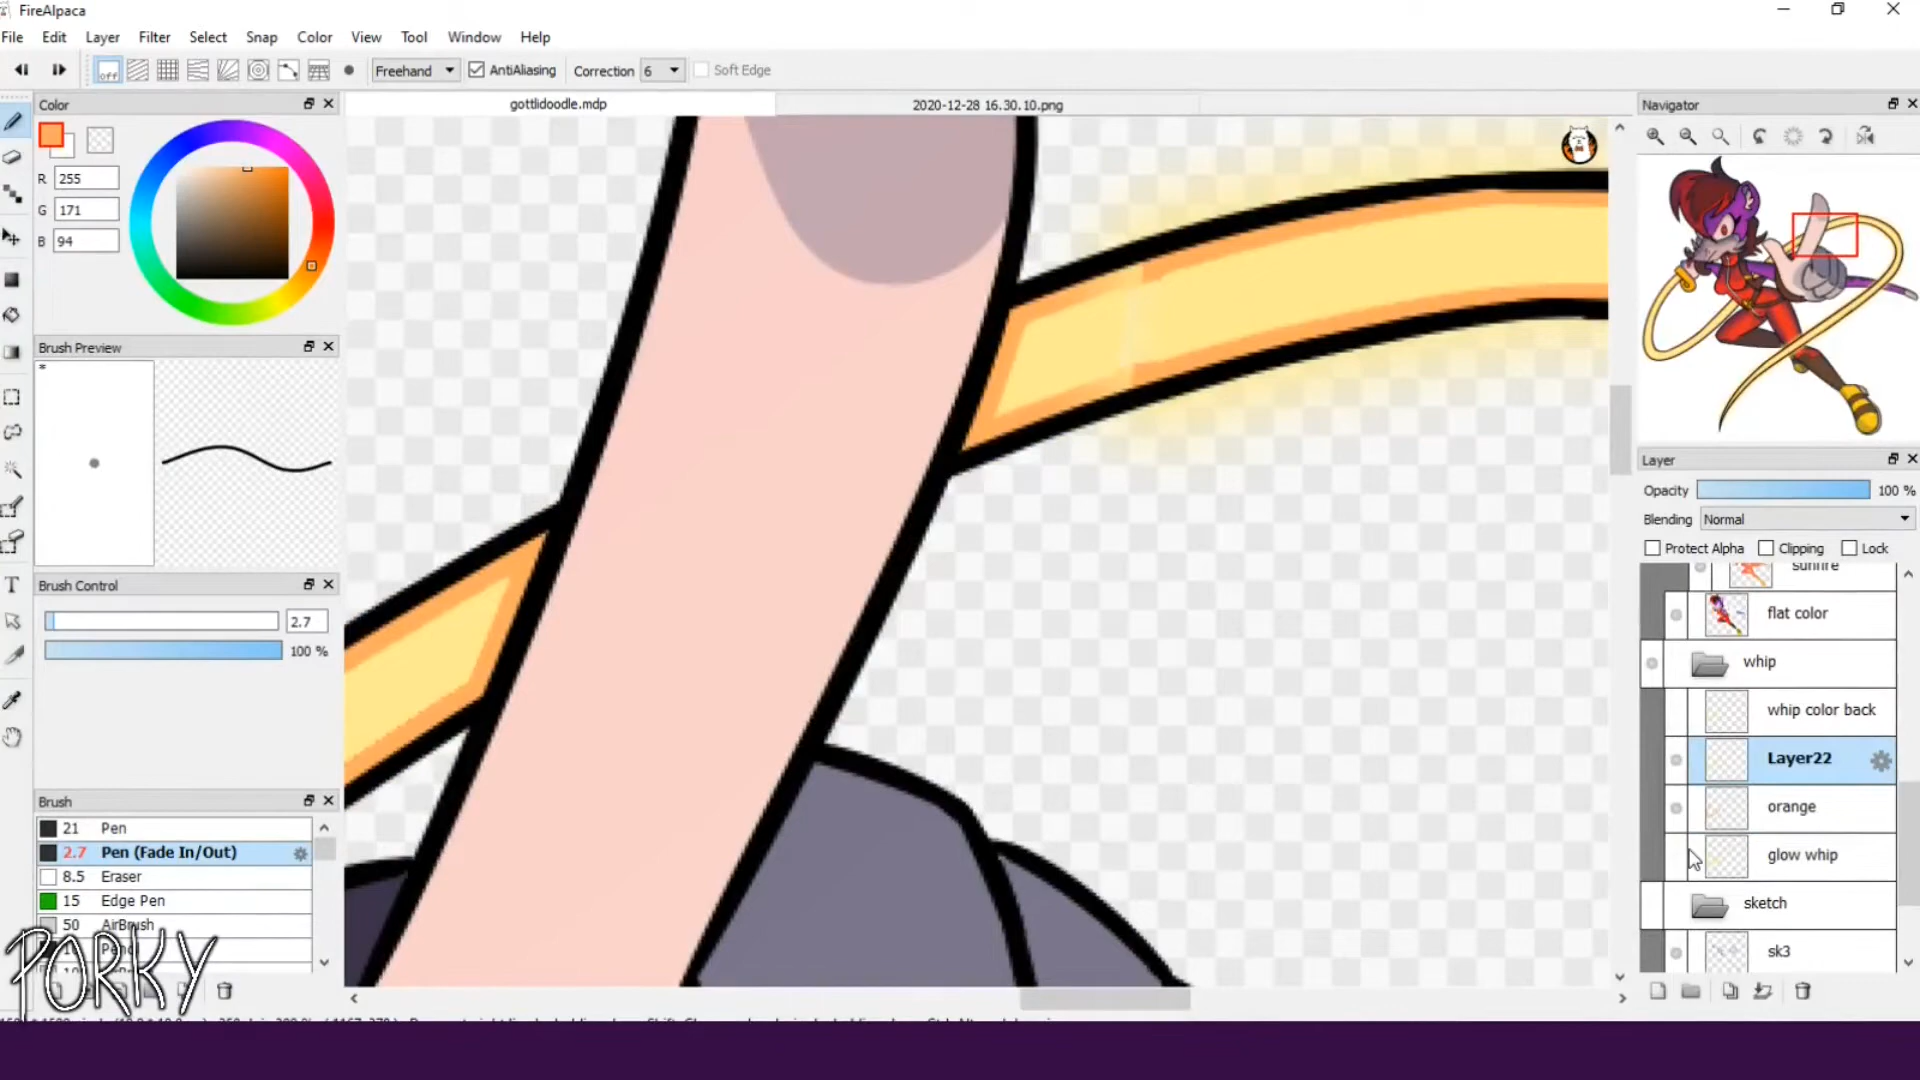 FireAlpaca
File Edit Layer Filter Select Snap Color View Tool Window Help
off Freehand AntiAliasing Correction 6 Soft Edge
Color
R 255
G 171
B 94
Brush Preview
*
Brush Control
2.7
100 %
Brush
21 Pen
2.7 Pen (Fade In/Out)
8.5 Eraser
15 Edge Pen
50 AirBrush
PORKY
gottlidoodle.mdp
2020-12-28 16.30.10.png
T
Navigator
Layer
Opacity 100 %
Blending Normal
Protect Alpha Clipping Lock
sunfire
flat color
whip
whip color back
Layer22
orange
glow whip
sketch
sk3